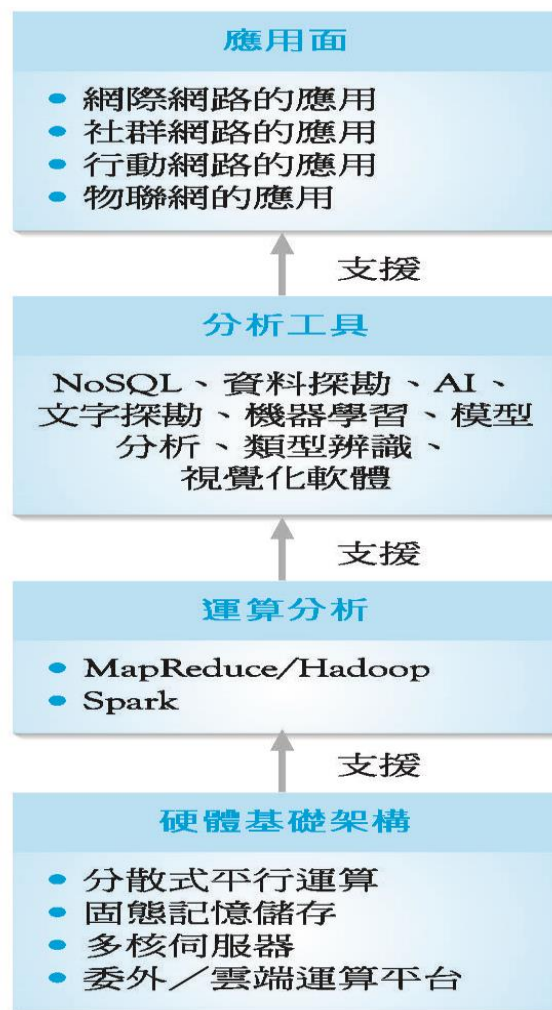 應用面
• 網際網路的應用
• 社群網路的應用
• 行動網路的應用
• 物聯網的應用
支援
分析工具
NoSQL、資料探勘、AI、
文字探勘、機器學習、模型
分析、類型辨識、
視覺化軟體
支援
運算分析
• MapReduce/Hadoop
• Spark
支援
硬體基礎架構
• 分散式平行運算
• 固態記憶儲存
• 多核伺服器
• 委外／雲端運算平台